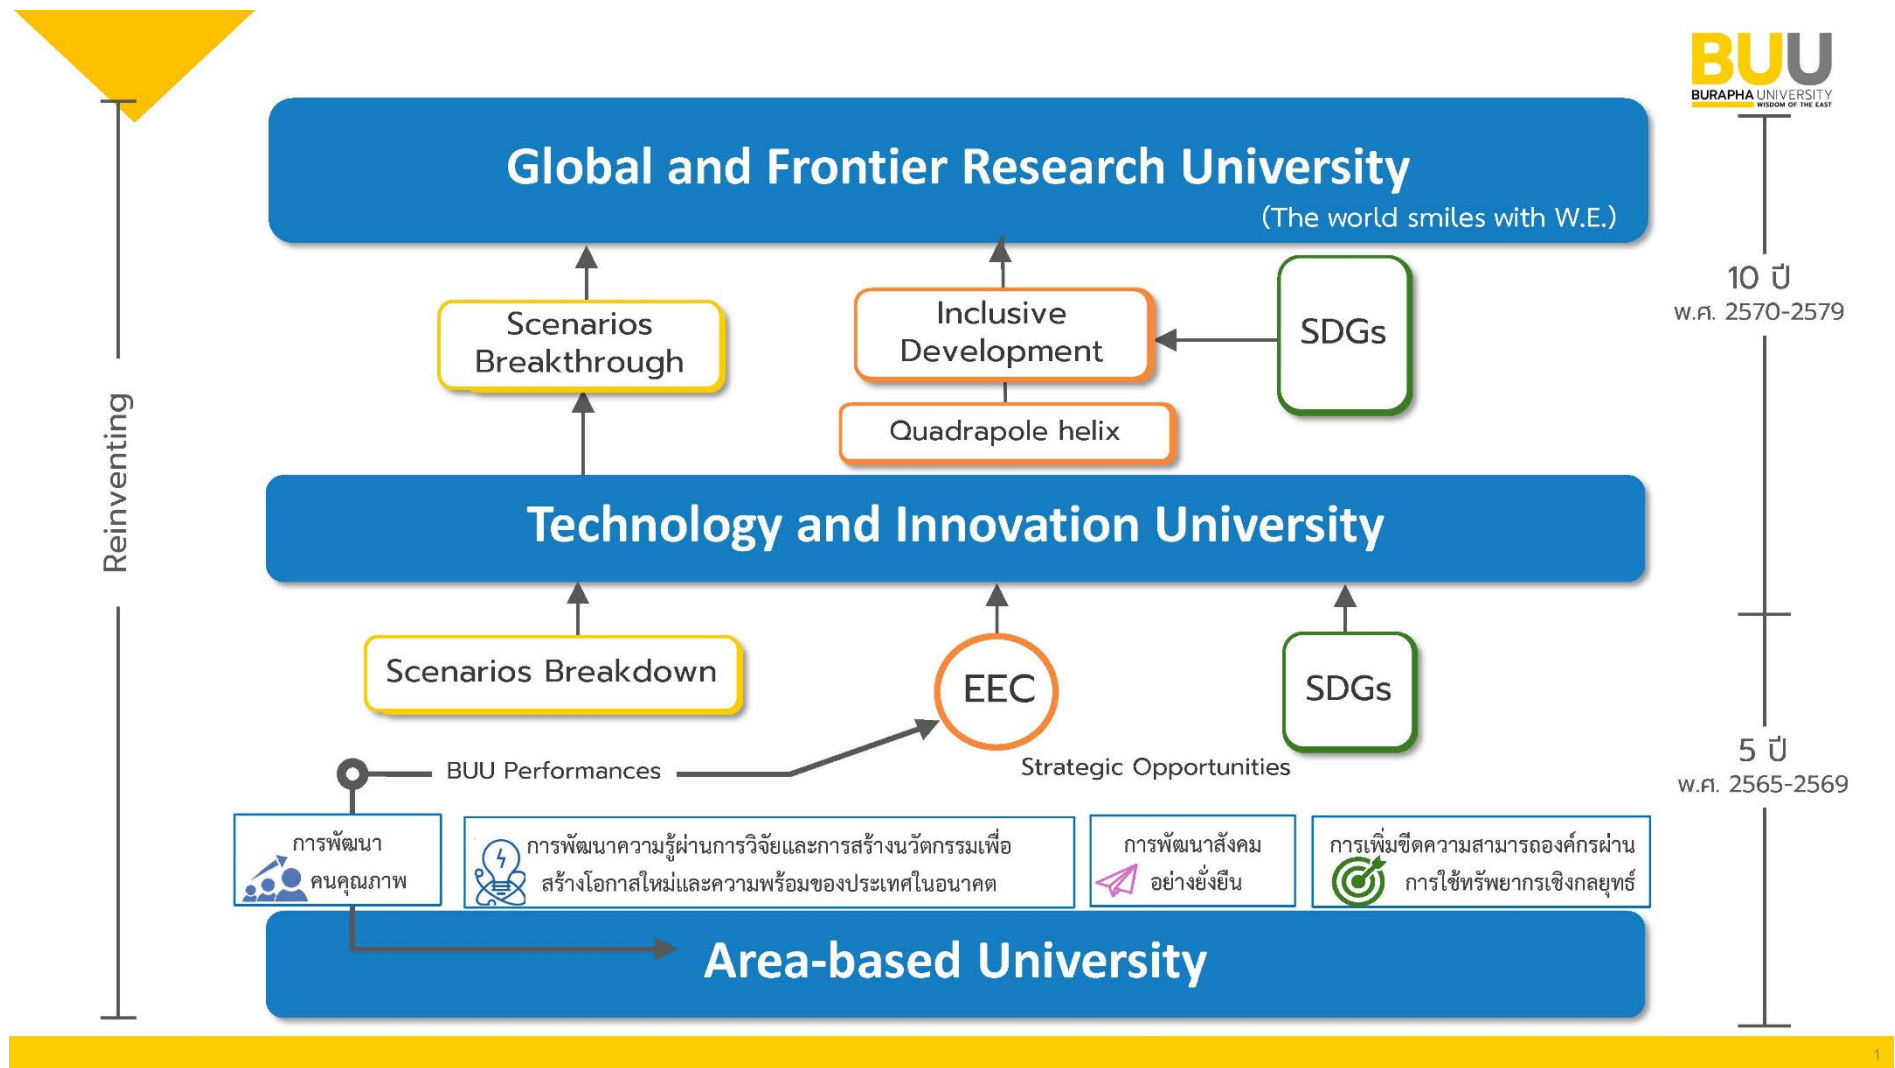 BUU
BURAPHA UNIVERSITY
WISDOM OF THE EAST
Global and Frontier Research University
(The world smiles with W.E.)
10 ปี
พ.ศ. 2570-2579
Scenarios
Breakthrough
Inclusive
Development
SDGs
Quadrapole helix
Reinventing
Technology and Innovation University
Scenarios Breakdown
EEC
SDGs
BUU Performances
Strategic Opportunities
5 ปี
พ.ศ. 2565-2569
การพัฒนา
คนคุณภาพ
การพัฒนาความรู้ผ่านการวิจัยและการสร้างนวัตกรรมเพื่อ
สร้างโอกาสใหม่และความพร้อมของประเทศในอนาคต
การพัฒนาสังคม
อย่างยั่งยืน
การเพิ่มขีดความสามารถองค์กรผ่าน
การใช้ทรัพยากรเชิงกลยุทธ์
Area-based University
1